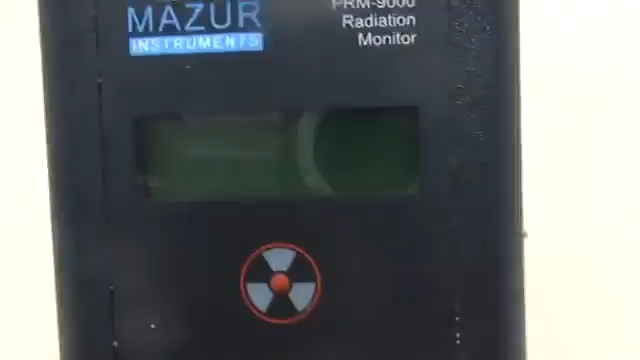 MAZUR
INSTRUMENTS
PRM-9000
Radiation
Monitor